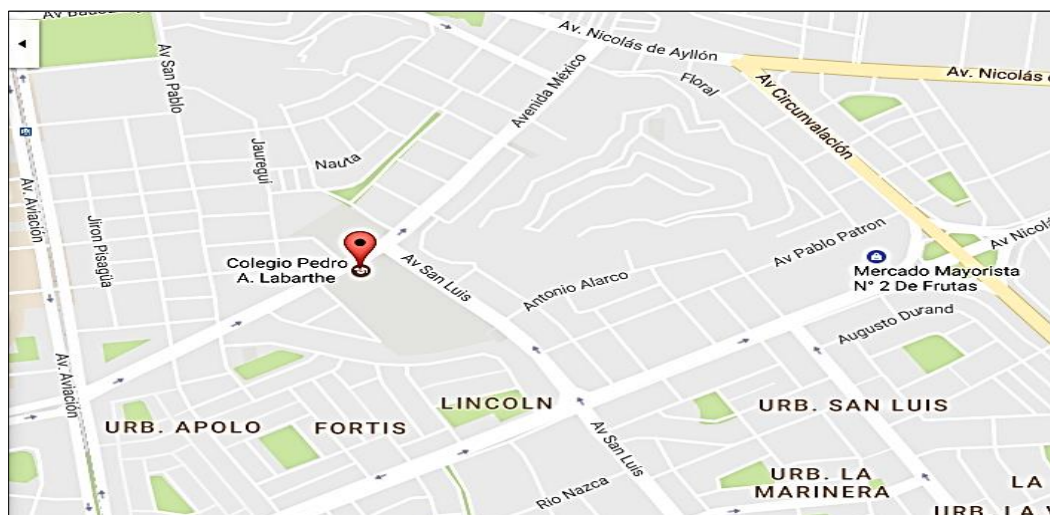 Av San Pablo
Av. Nicolás de Ayllón
Av. Nicolás
Floral
Avenida México
Av Circunvalación
Jauregui
Nauta
Av. Aviación
Jiron Pisagüa
Colegio Pedro
A. Labarthe
Av San Luis
Antonio Alarco
Av Pablo Patron
Av Nicolá
Mercado Mayorista
N° 2 De Frutas
Augusto Durand
Av. Aviación
LINCOLN
URB. APOLO
FORTIS
URB. SAN LUIS
Av San Luis
Rio Nazca
URB. LA
MARINERA
LA
URB. LA